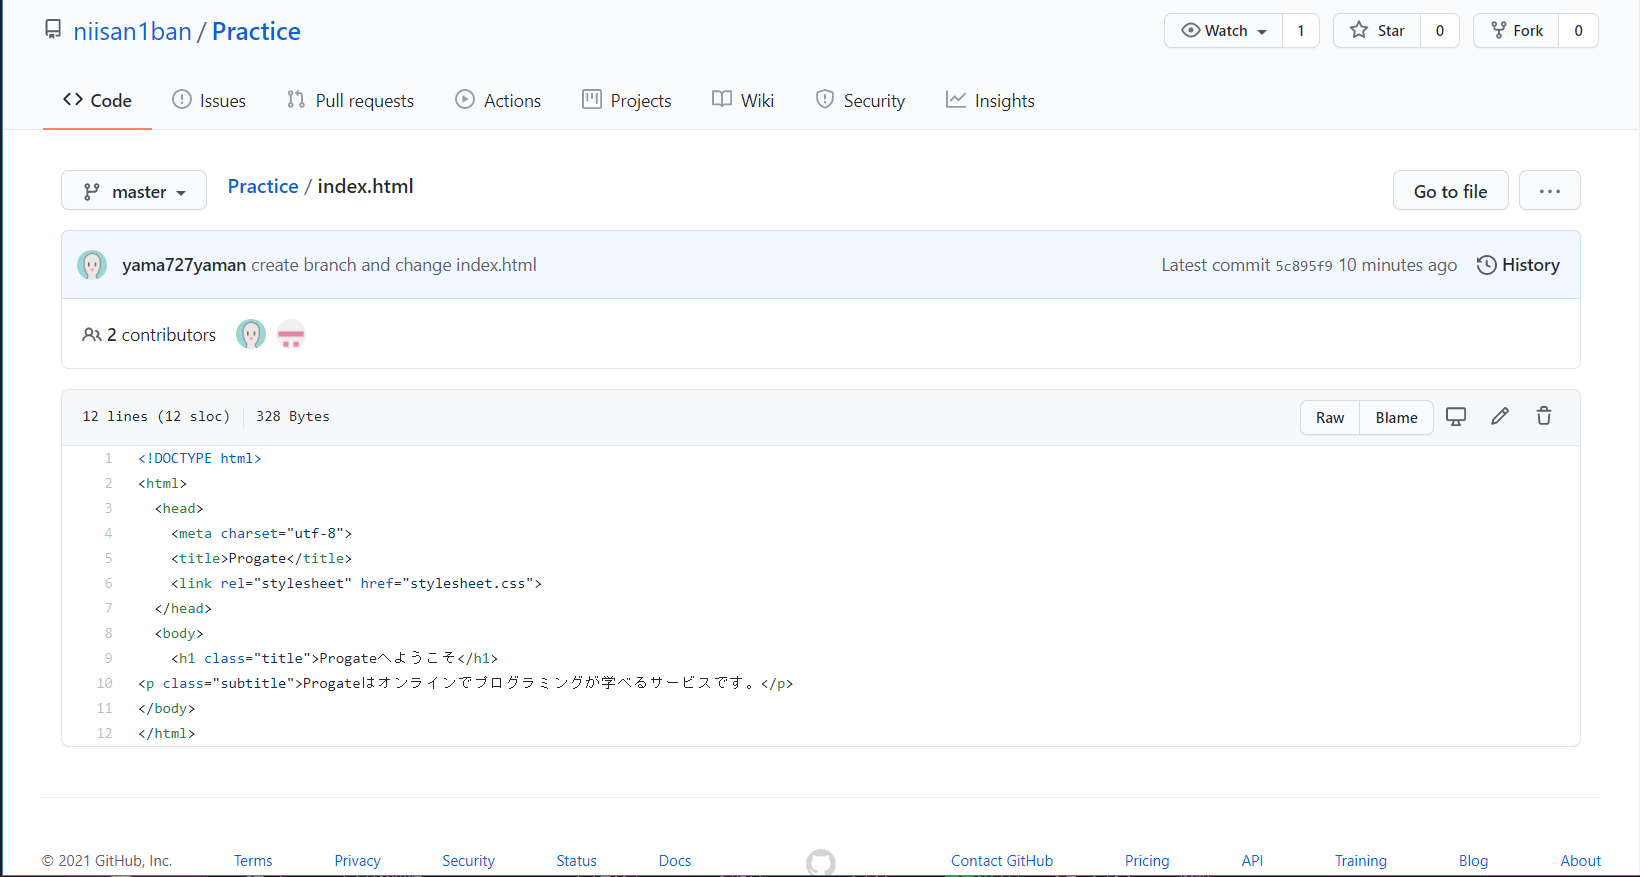 niisan1ban / Practice
Watch 1 Star 0 Fork 0
Code Issues Pull requests Actions Projects Wiki Security Insights
master Practice / index.html Go to file ...
yama727yaman create branch and change index.html Latest commit 5c895f9 10 minutes ago History
2 contributors
12 lines (12 sloc) 328 Bytes Raw Blame
1 <!DOCTYPE html>
2 <html>
3 <head>
4 <meta charset="utf-8">
5 <title>Progate</title>
6 <link rel="stylesheet" href="stylesheet.css">
7 </head>
8 <body>
9 <h1 class="title">Progateへようこそ</h1>
10 <p class="subtitle">Progateはオンラインでプログラミングが学べるサービスです。</p>
11 </body>
12 </html>
© 2021 GitHub, Inc. Terms Privacy Security Status Docs Contact GitHub Pricing API Training Blog About